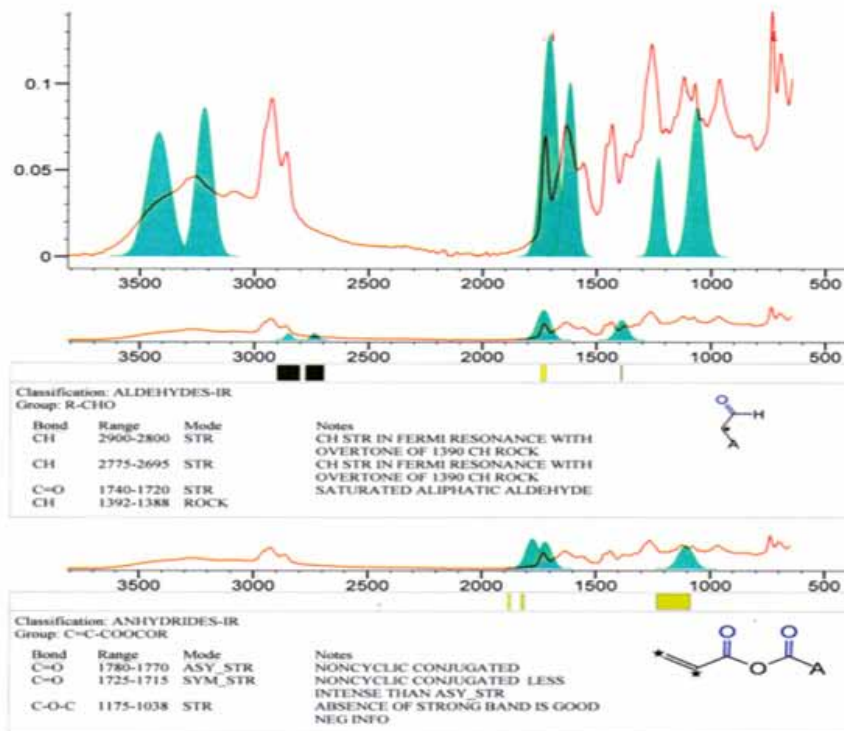 0.1
0.05
0
3500 3000 2500 2000 1500 1000 500
3500 3000 2500 2000 1500 1000 500
Classification: ALDEHYDES-IR
Group: R-CHO
Bond Range Mode Notes
CH 2900-2800 STR CH STR IN FERMI RESONANCE WITH
OVERTONE OF 1390 CH ROCK
CH 2775-2695 STR CH STR IN FERMI RESONANCE WITH
OVERTONE OF 1390 CH ROCK
C=O 1740-1720 STR SATURATED ALIPHATIC ALDEHYDE
CH 1392-1388 ROCK
O
H
A
3500 3000 2500 2000 1500 1000 500
Classification: ANHYDRIDES-IR
Group: C=C-COOCOR
Bond Range Mode Notes
C=O 1780-1770 ASY_STR NONCYCLIC CONJUGATED
C=O 1725-1715 SYM_STR NONCYCLIC CONJUGATED LESS
INTENSE THAN ASY_STR
C-O-C 1175-1038 STR ABSENCE OF STRONG BAND IS GOOD
NEG INFO
O O
O A